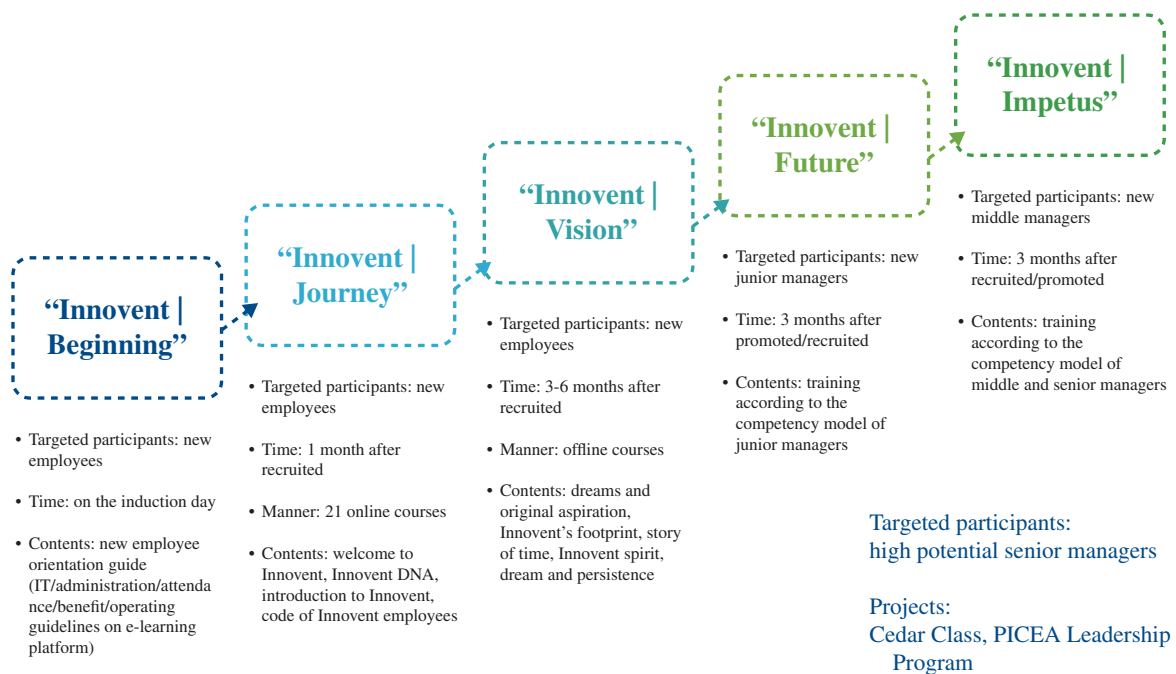 “Innovent |
Beginning”
• Targeted participants: new
employees
• Time: on the induction day
• Contents: new employee
orientation guide
(IT/administration/attenda
nce/benefit/operating
guidelines on e-learning
platform)
“Innovent |
Journey”
• Targeted participants: new
employees
• Time: 1 month after
recruited
• Manner: 21 online courses
• Contents: welcome to
Innovent, Innovent DNA,
introduction to Innovent,
code of Innovent employees
“Innovent |
Vision”
• Targeted participants: new
employees
• Time: 3-6 months after
recruited
• Manner: offline courses
• Contents: dreams and
original aspiration,
Innovent’s footprint, story
of time, Innovent spirit,
dream and persistence
“Innovent |
Future”
• Targeted participants: new
junior managers
• Time: 3 months after
promoted/recruited
• Contents: training
according to the
competency model of
junior managers
“Innovent |
Impetus”
• Targeted participants: new
middle managers
• Time: 3 months after
recruited/promoted
• Contents: training
according to the
competency model of
middle and senior managers
Targeted participants:
high potential senior managers
Projects:
Cedar Class, PICEA Leadership
Program